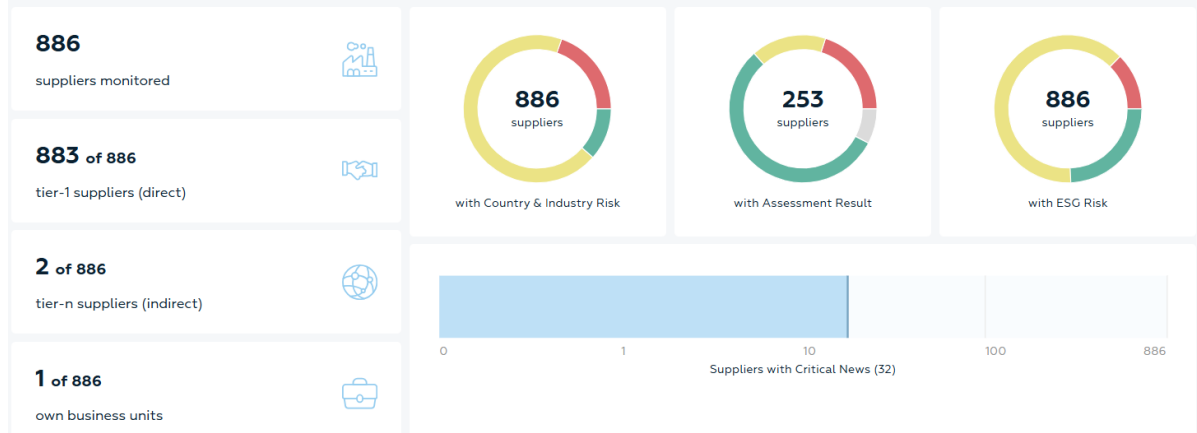 886
suppliers monitored
883 of 886
tier-1 suppliers (direct)
2 of 886
tier-n suppliers (indirect)
1 of 886
own business units
886
suppliers
with Country & Industry Risk
253
suppliers
with Assessment Result
886
suppliers
with ESG Risk
0 1 10 100 886
Suppliers with Critical News (32)